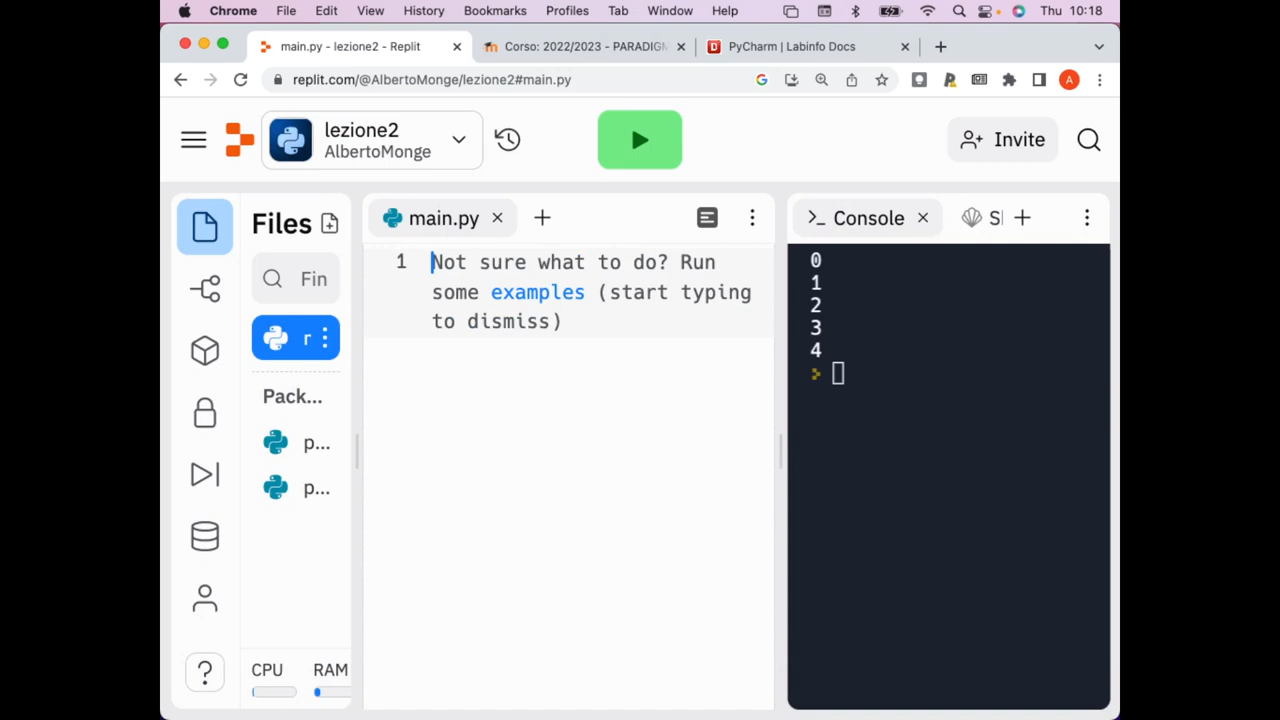 Chrome File Edit View History Bookmarks Profiles Tab Window Help Thu 10:18
main.py - lezione2 - Replit Corso: 2022/2023 - PARADIGM PyCharm | Labinfo Docs
replit.com/@AlbertoMonge/lezione2#main.py A
lezione2
AlbertoMonge
Invite
Files
main.py
>_ Console
Fin
r
Pack...
p...
p...
CPU RAM
?
1 Not sure what to do? Run
some examples (start typing
to dismiss)
0
1
2
3
4
>